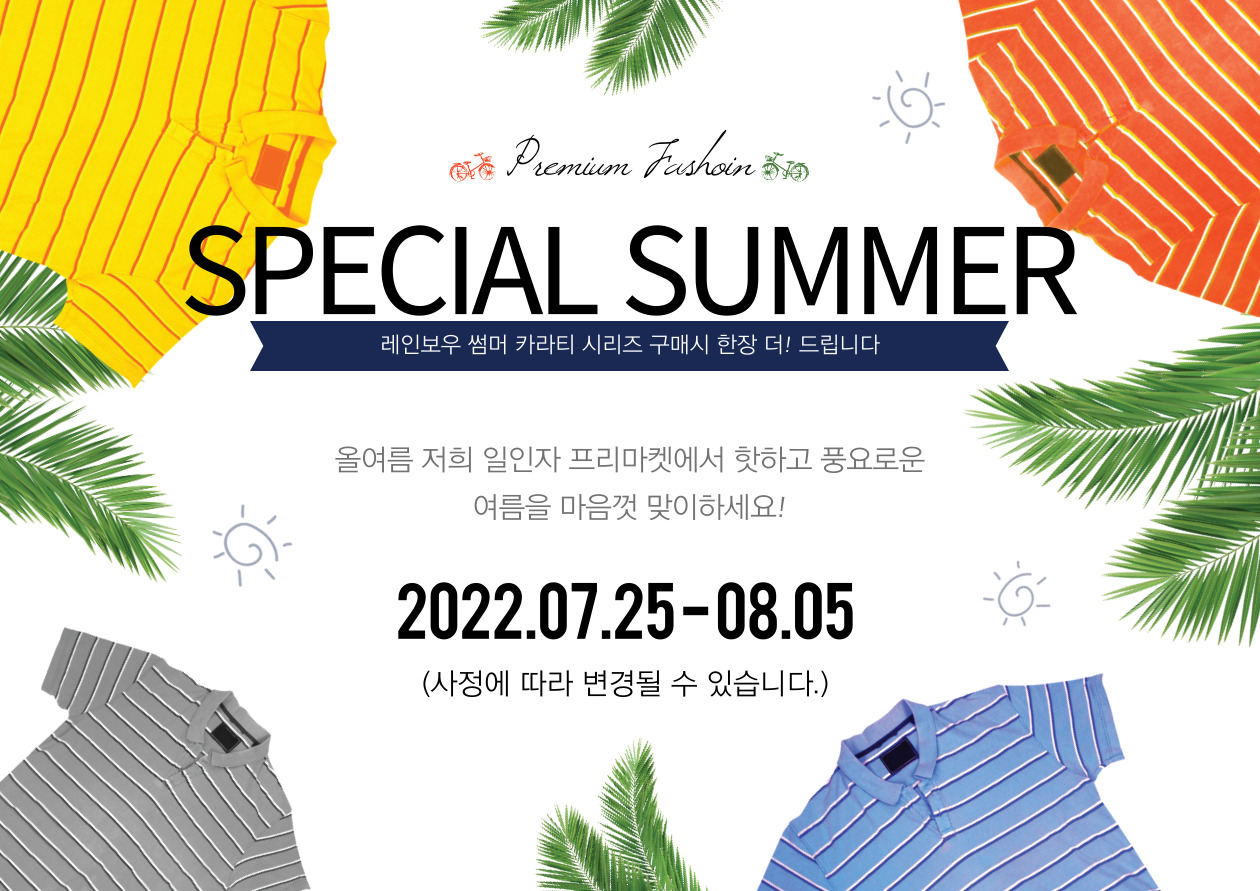 Premium Fashoin
SPECIAL SUMMER
레인보우 썸머 카라티 시리즈 구매시 한장 더! 드립니다
올여름 저희 일인자 프리마켓에서 핫하고 풍요로운
여름을 마음껏 맞이하세요!
2022.07.25-08.05
(사정에 따라 변경될 수 있습니다.)